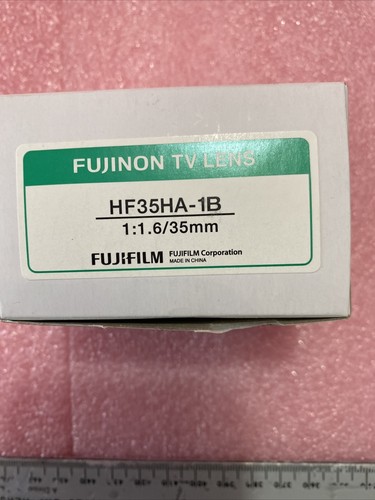 FUJINON TV LENS
HF35HA-1B
1:1.6/35mm
FUJIFILM FUJIFILM Corporation
MADE IN CHINA